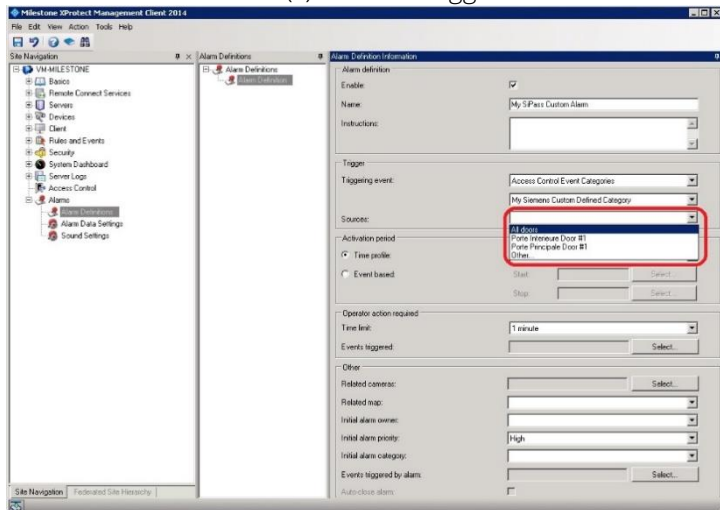 Milestone XProtect Management Client 2014
File Edit View Action Tools Help
Site Navigation
VM-MILESTONE
Basics
Remote Connect Services
Servers
Devices
Client
Rules and Events
Security
System Dashboard
Server Logs
Access Control
Alarms
Alarm Definitions
Alarm Data Settings
Sound Settings
Site Navigation Federated Site Hierarchy
Alarm Definitions
Alarm Definitions
Alarm Definition
Alarm Definition Information
Alarm definition
Enable:
Name: My SiPass Custom Alarm
Instructions:
Trigger
Triggering event: Access Control Event Categories
My Siemens Custom Defined Category
Sources:
All doors
Porte Interieure Door #1
Porte Principale Door #1
Other...
Activation period
Time profile:
Event based: Start: Select...
Stop: Select...
Operator action required
Time limit: 1 minute
Events triggered: Select...
Other
Related cameras: Select...
Related map:
Initial alarm owner:
Initial alarm priority: High
Initial alarm category:
Events triggered by alarm: Select...
Auto-close alarm: